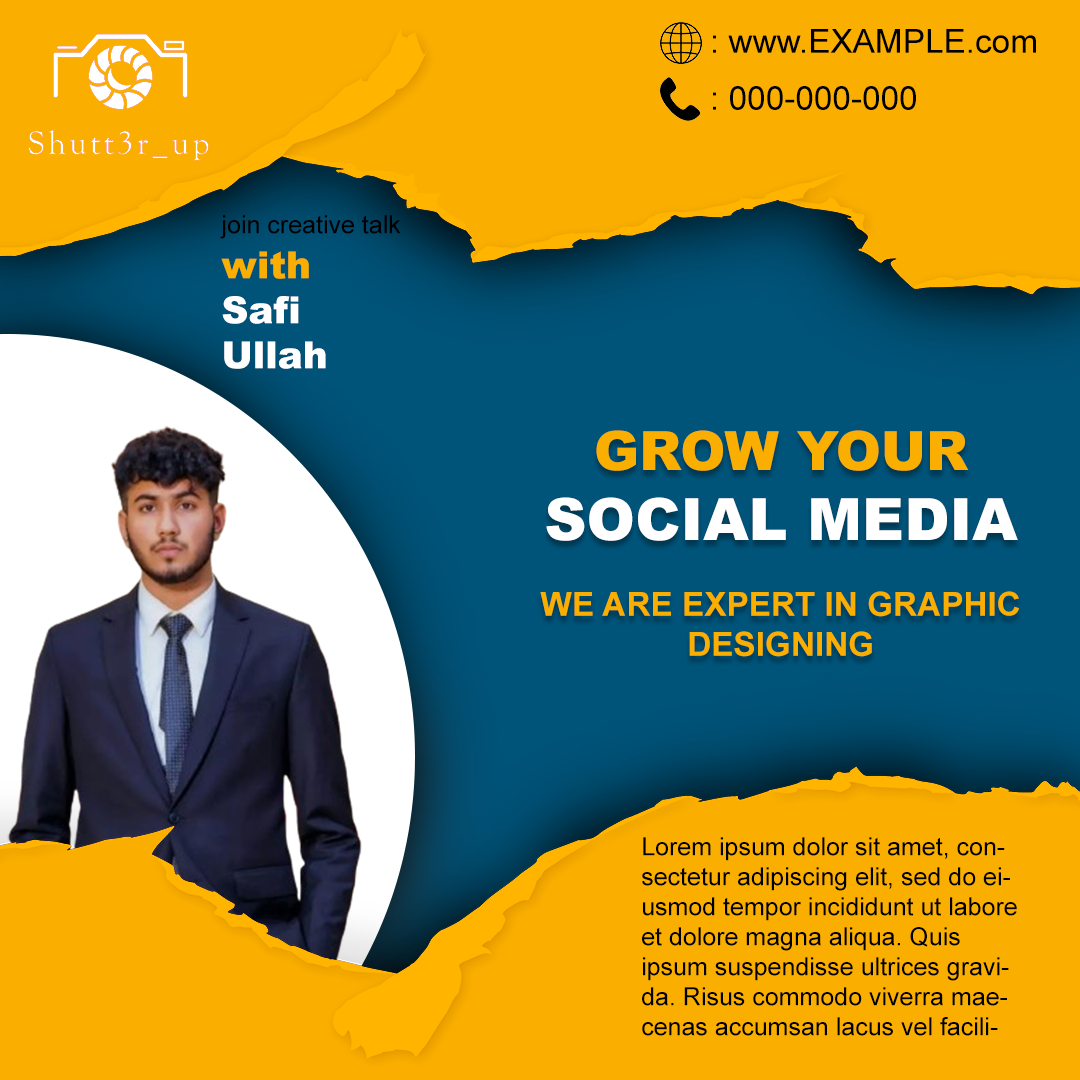 Shutt3r_up
: www.EXAMPLE.com
: 000-000-000
join creative talk
with
Safi
Ullah
GROW YOUR
SOCIAL MEDIA
WE ARE EXPERT IN GRAPHIC
DESIGNING
Lorem ipsum dolor sit amet, con-
sectetur adipiscing elit, sed do ei-
usmod tempor incididunt ut labore
et dolore magna aliqua. Quis
ipsum suspendisse ultrices gravi-
da. Risus commodo viverra mae-
cenas accumsan lacus vel facili-